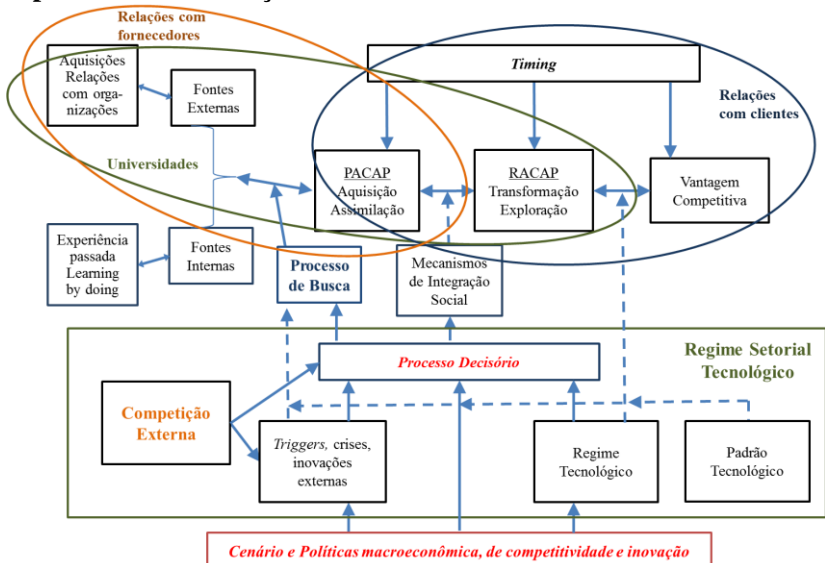 Relações com
fornecedores
Aquisições
Relações
com orga-
nizações
Fontes
Externas
Timing
Relações
com clientes
Universidades
PACAP
Aquisição
Assimilação
RACAP
Transformação
Exploração
Vantagem
Competitiva
Experiência
passada
Learning
by doing
Fontes
Internas
Processo
de Busca
Mecanismos
de Integração
Social
Processo Decisório
Regime Setorial
Tecnológico
Competição
Externa
Triggers, crises,
inovações
externas
Regime
Tecnológico
Padrão
Tecnológico
Cenário e Políticas macroeconômica, de competitividade e inovação